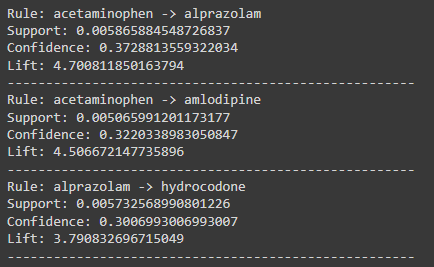 Rule: acetaminophen -> alprazolam
Support: 0.005865884548726837
Confidence: 0.3728813559322034
Lift: 4.700811850163794
-----------------------------------------------------
Rule: acetaminophen -> amlodipine
Support: 0.005065991201173177
Confidence: 0.3220338983050847
Lift: 4.506672147735896
-----------------------------------------------------
Rule: alprazolam -> hydrocodone
Support: 0.005732568990801226
Confidence: 0.3006993006993007
Lift: 3.790832696715049
-----------------------------------------------------